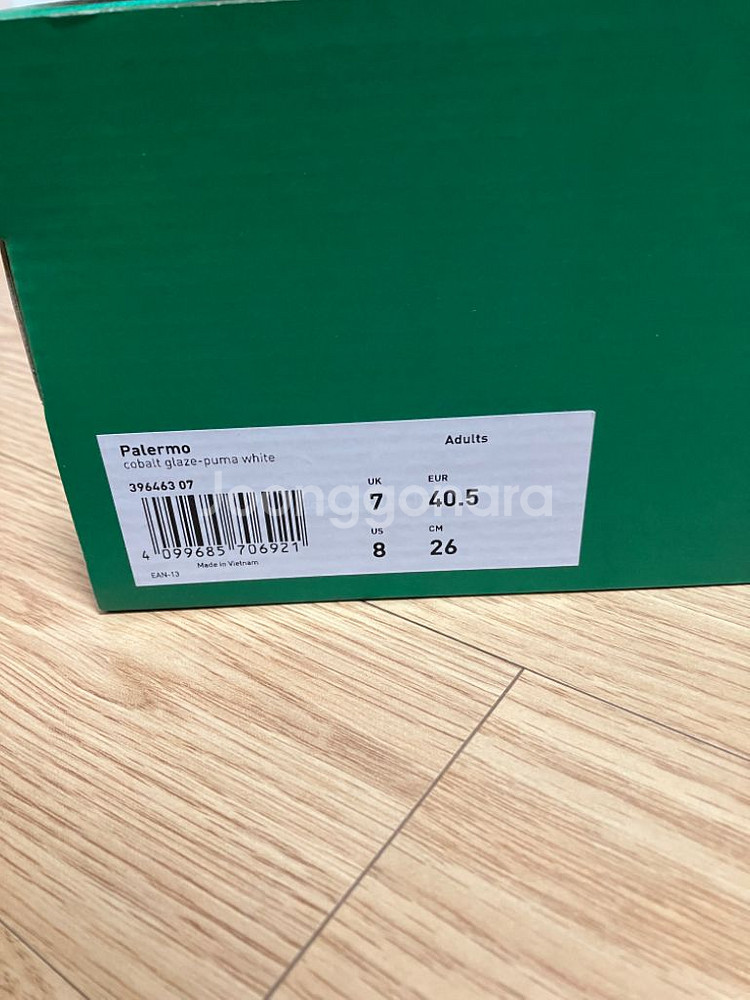 Palermo
cobalt glaze-puma white
Adults
396463 07
UK
7
EUR
40.5
US
8
CM
26
4 099685 706921
Made in Vietnam
EAN-13
Joonggonara